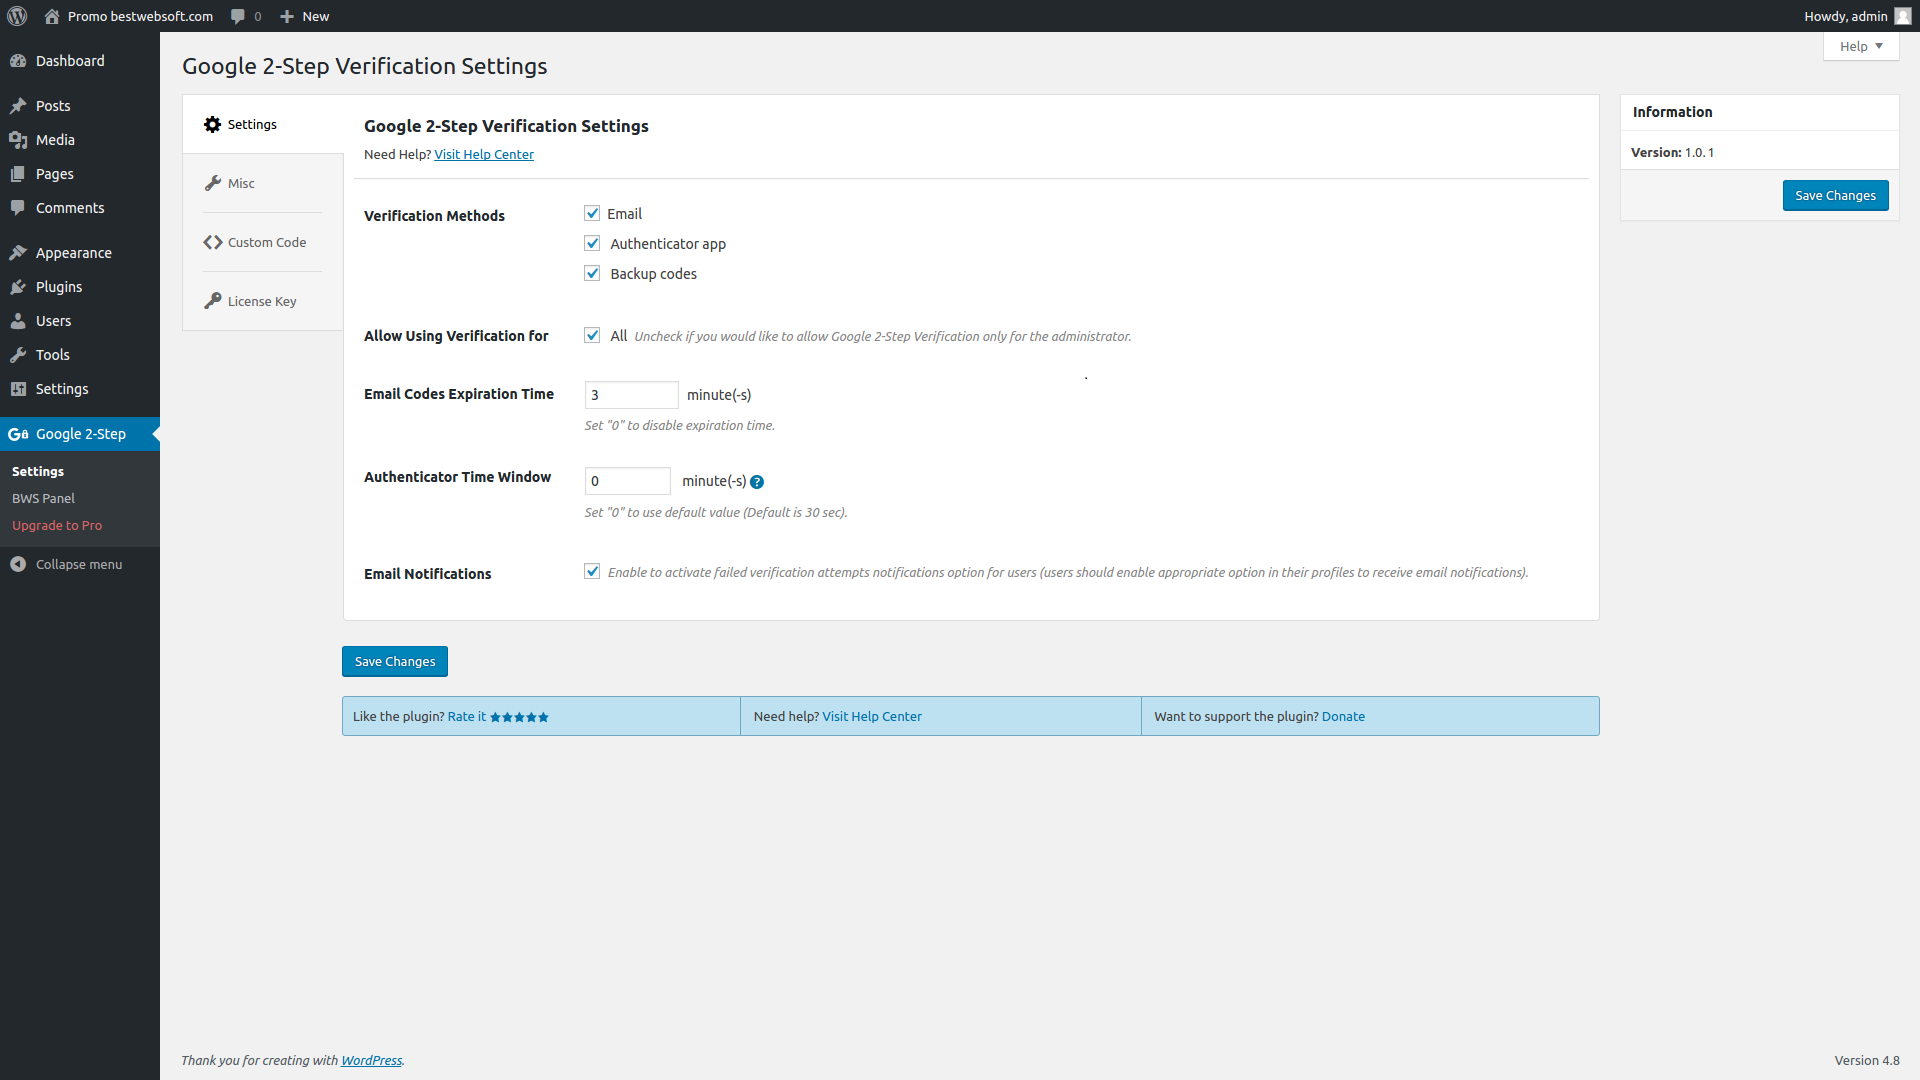 Promo bestwebsoft.com 0 New Howdy, admin
Help
Dashboard
Posts
Media
Pages
Comments
Appearance
Plugins
Users
Tools
Settings
Google 2-Step
Settings
BWS Panel
Upgrade to Pro
Collapse menu
Google 2-Step Verification Settings
Settings
Misc
Custom Code
License Key
Google 2-Step Verification Settings
Need Help? Visit Help Center
Verification Methods
Email
Authenticator app
Backup codes
Allow Using Verification for
All Uncheck if you would like to allow Google 2-Step Verification only for the administrator.
Email Codes Expiration Time
3 minute(-s)
Set "0" to disable expiration time.
Authenticator Time Window
0 minute(-s) ?
Set "0" to use default value (Default is 30 sec).
Email Notifications
Enable to activate failed verification attempts notifications option for users (users should enable appropriate option in their profiles to receive email notifications).
Save Changes
Like the plugin? Rate it ★★★★★
Need help? Visit Help Center
Want to support the plugin? Donate
Information
Version: 1.0.1
Save Changes
Thank you for creating with WordPress.
Version 4.8